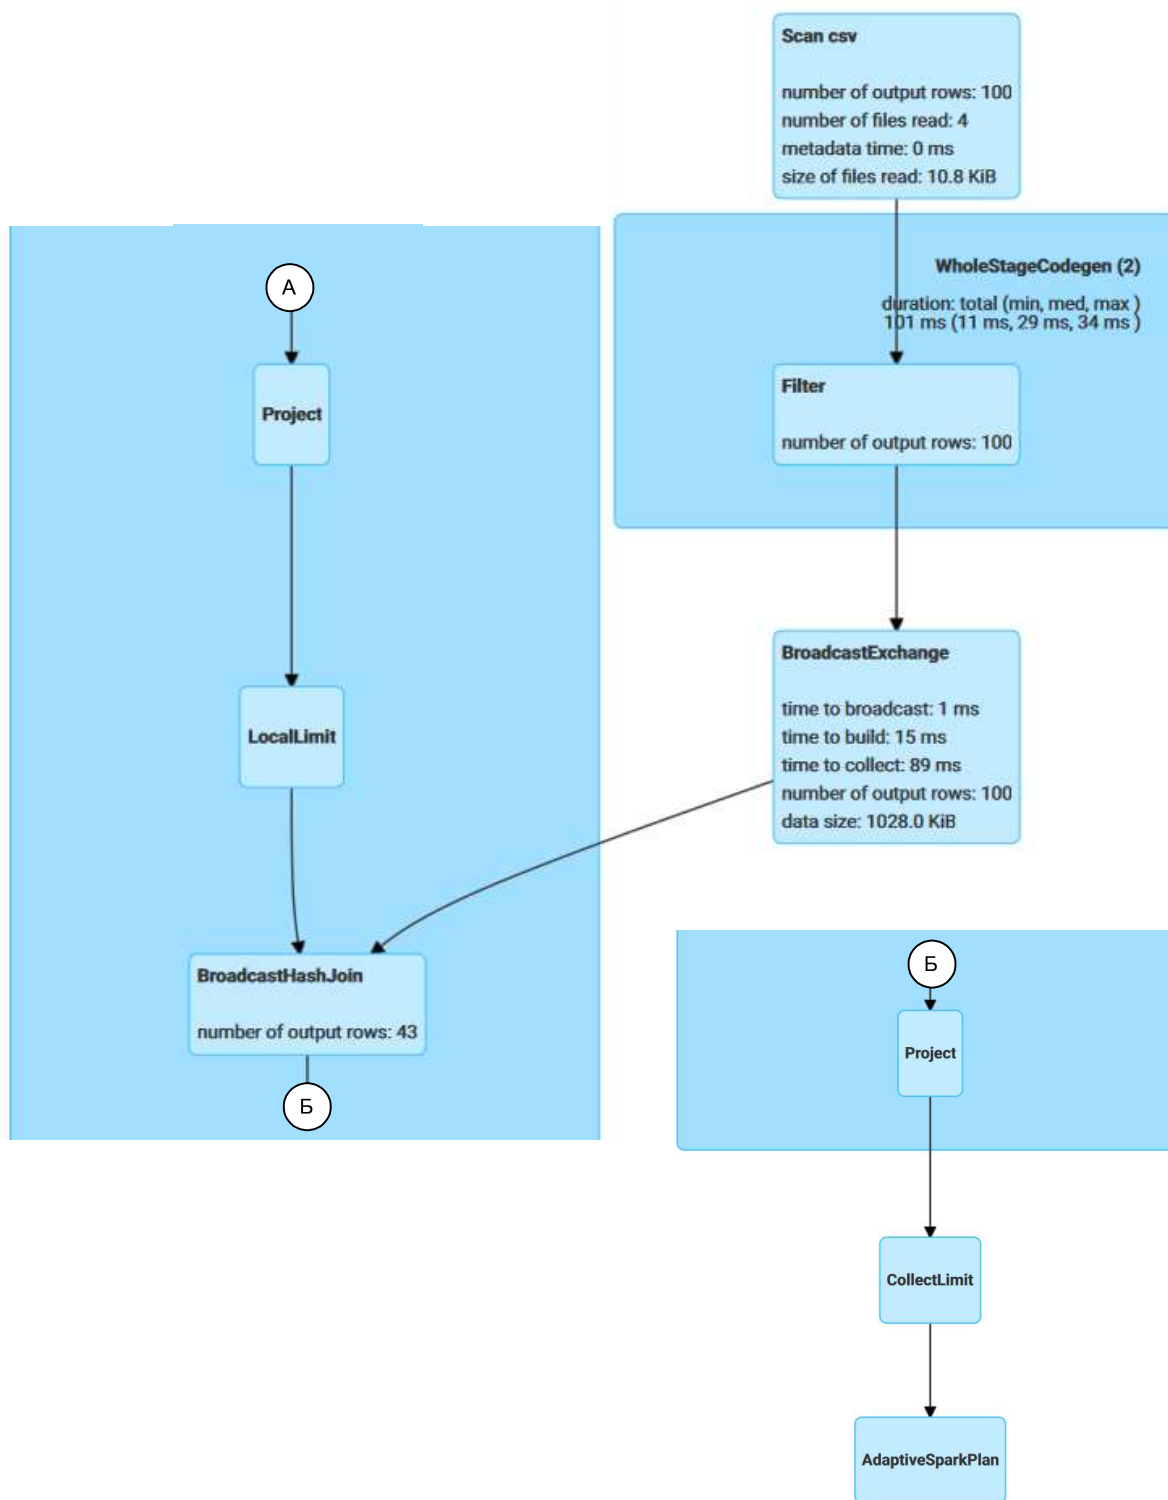 Scan csv
number of output rows: 100
number of files read: 4
metadata time: 0 ms
size of files read: 10.8 KiB
WholeStageCodegen (2)
duration: total (min, med, max )
101 ms (11 ms, 29 ms, 34 ms )
Filter
number of output rows: 100
А
Project
LocalLimit
BroadcastExchange
time to broadcast: 1 ms
time to build: 15 ms
time to collect: 89 ms
number of output rows: 100
data size: 1028.0 KiB
BroadcastHashJoin
number of output rows: 43
Б
Б
Project
CollectLimit
AdaptiveSparkPlan